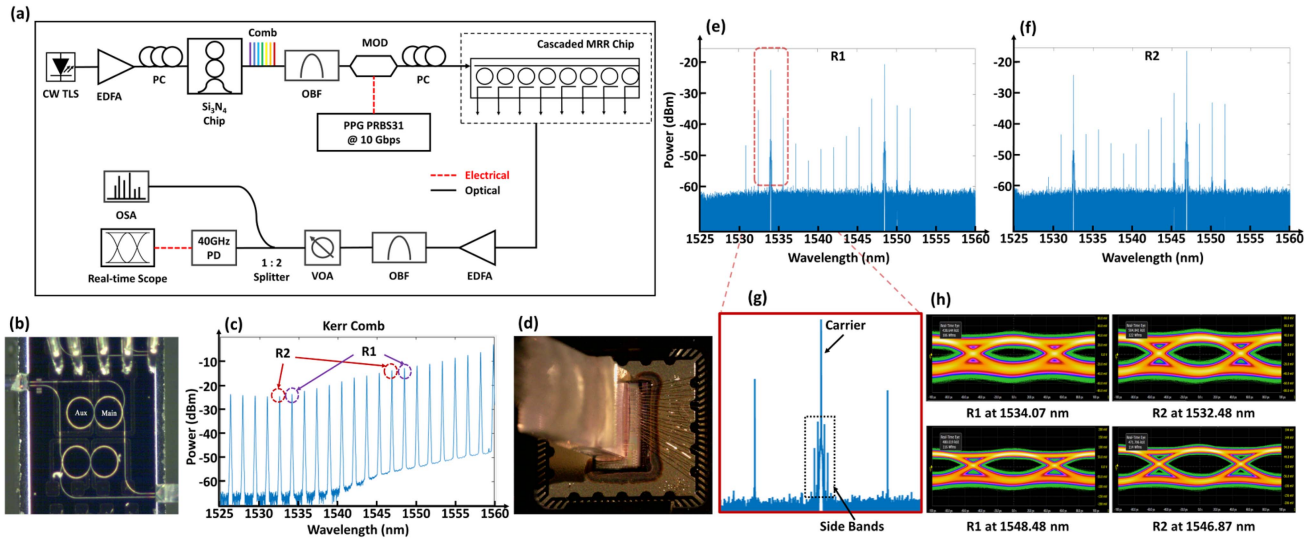 (a)
Comb
MOD
Cascaded MRR Chip
CW TLS
EDFA
PC
Si3N4
Chip
OBF
PC
PPG PRBS31
@ 10 Gbps
Electrical
Optical
OSA
Real-time Scope
40GHz
PD
1 : 2
Splitter
VOA
OBF
EDFA
(b)
Aux
Main
(c)
Kerr Comb
R2
R1
Power (dBm)
-10
-20
-30
-40
-50
-60
1525
1530
1535
1540
1545
1550
1555
1560
Wavelength (nm)
(d)
(e)
R1
Power (dBm)
-20
-30
-40
-50
-60
1525
1530
1535
1540
1545
1550
1555
1560
Wavelength (nm)
(f)
R2
-20
-30
-40
-50
-60
1525
1530
1535
1540
1545
1550
1555
1560
Wavelength (nm)
(g)
Carrier
Side Bands
(h)
R1 at 1534.07 nm
R2 at 1532.48 nm
R1 at 1548.48 nm
R2 at 1546.87 nm